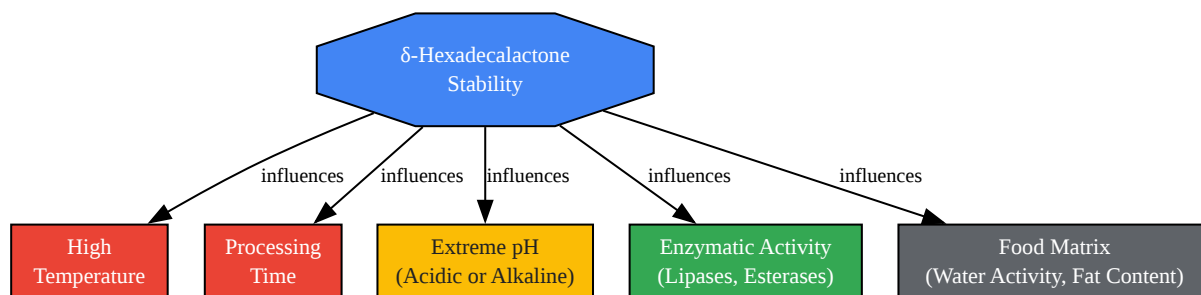 δ-Hexadecalactone
Stability
influences
influences
influences
influences
influences
High
Temperature
Processing
Time
Extreme pH
(Acidic or Alkaline)
Enzymatic Activity
(Lipases, Esterases)
Food Matrix
(Water Activity, Fat Content)